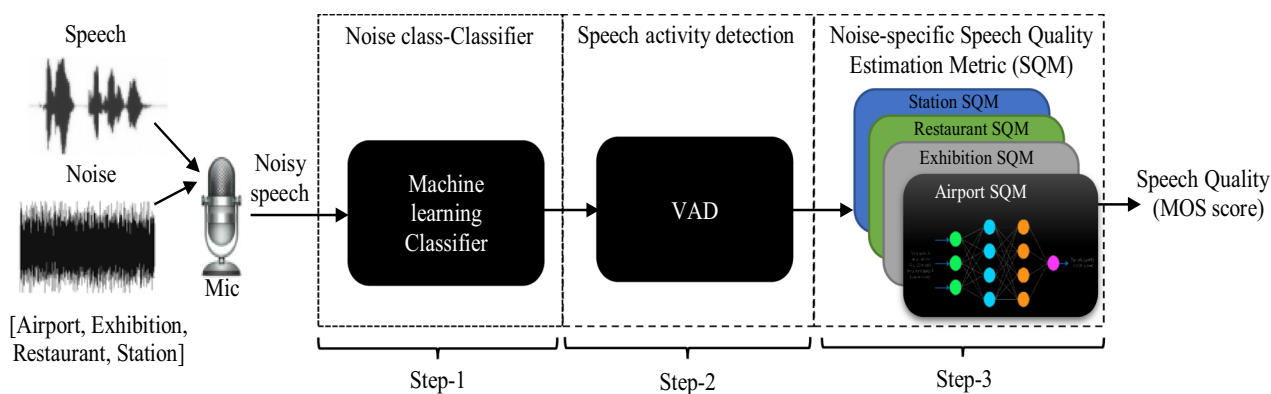 Speech
Noise
[Airport, Exhibition,
Restaurant, Station]
Mic
Noisy
speech
Noise class-Classifier
Machine
learning
Classifier
Step-1
Speech activity detection
VAD
Step-2
Noise-specific Speech Quality
Estimation Metric (SQM)
Station SQM
Restaurant SQM
Exhibition SQM
Airport SQM
Step-3
Speech Quality
(MOS score)